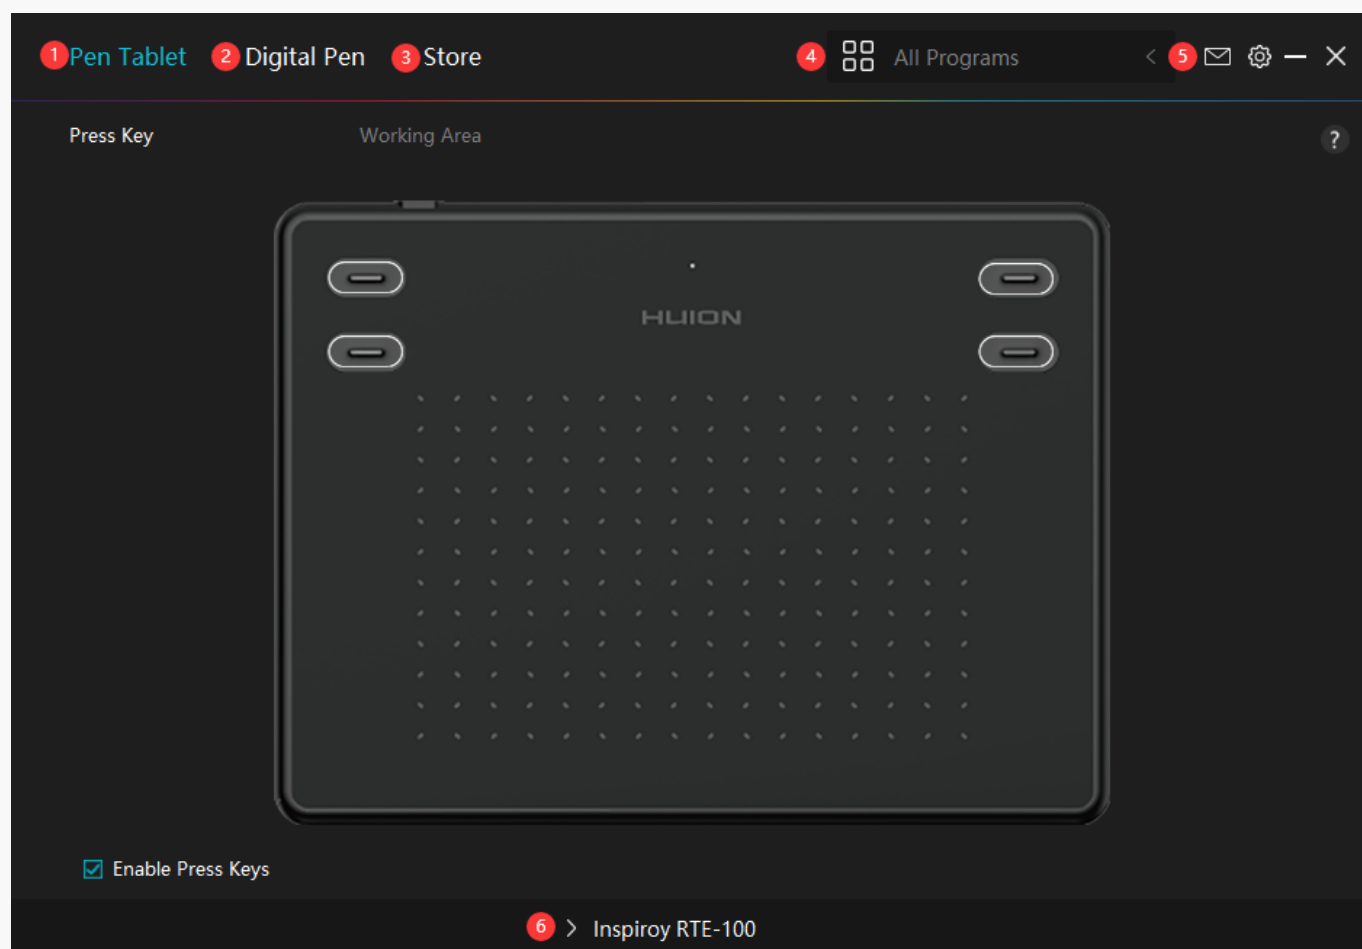 1 Pen Tablet 2 Digital Pen 3 Store 4 All Programs 5
Press Key Working Area ?
HUION
Enable Press Keys
6 > Inspiroy RTE-100